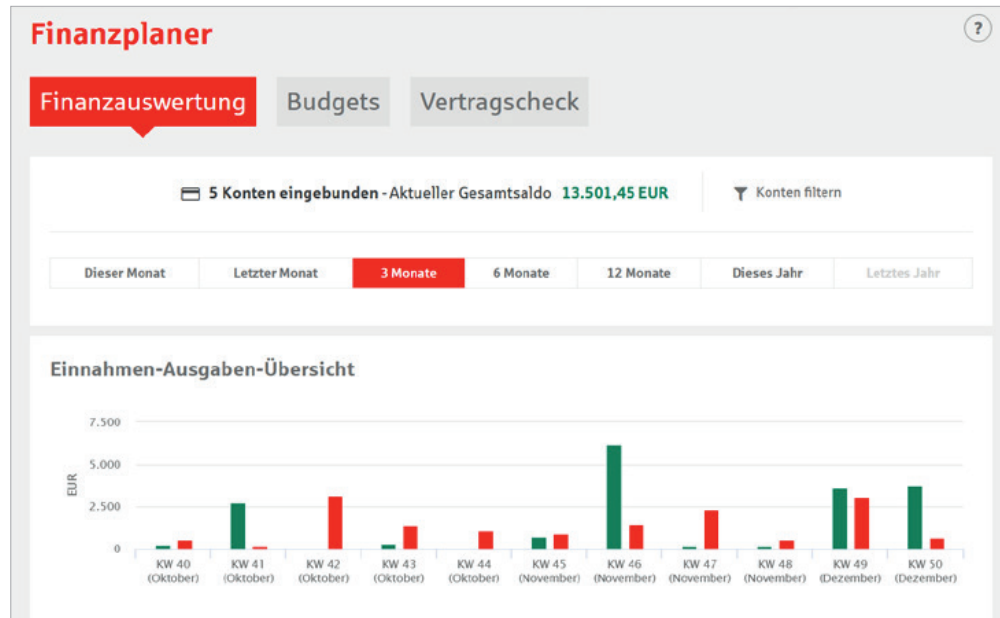 Finanzplaner
?
Finanzauswertung Budgets Vertragscheck
5 Konten eingebunden - Aktueller Gesamtsaldo 13.501,45 EUR Konten filtern
Dieser Monat Letzter Monat 3 Monate 6 Monate 12 Monate Dieses Jahr Letztes Jahr
Einnahmen-Ausgaben-Übersicht
7.500
5.000
2.500
0
EUR
KW 40 KW 41 KW 42 KW 43 KW 44 KW 45 KW 46 KW 47 KW 48 KW 49 KW 50
(Oktober) (Oktober) (Oktober) (Oktober) (Oktober) (November) (November) (November) (November) (Dezember) (Dezember)